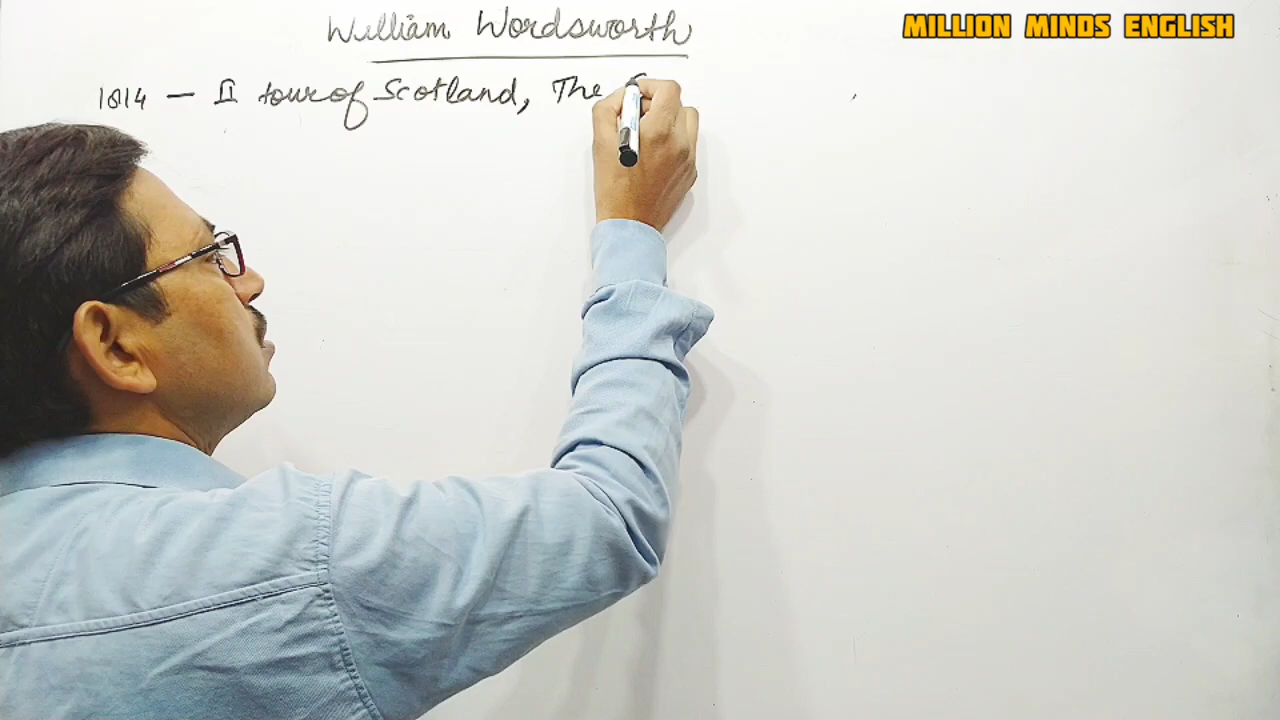 William Wordsworth
MILLION MINDS ENGLISH
1814 — II tour of Scotland, The